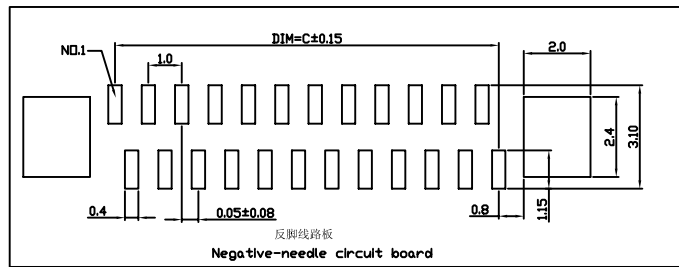 DIM=C±0.15
2.0
NO.1
1.0
2.4
3.10
0.4
0.05±0.08
0.8
1.15
反脚线路板
Negative-needle circuit board